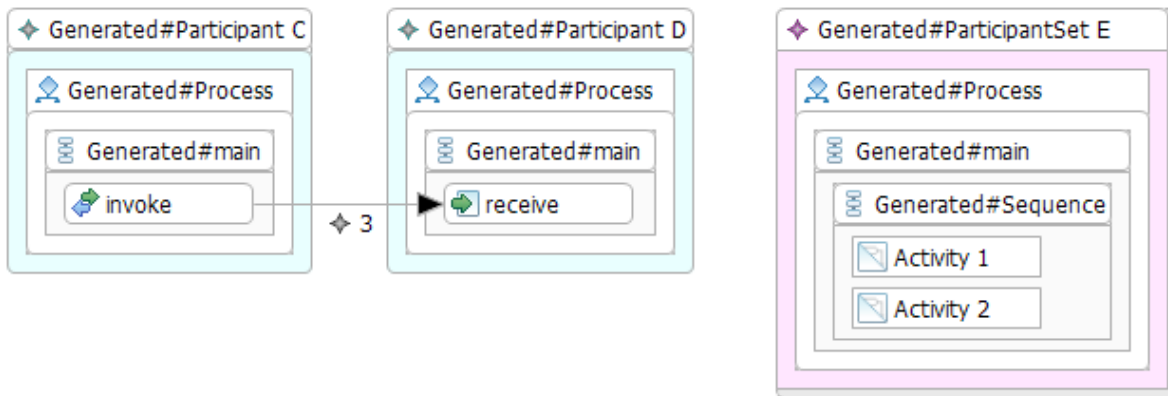 Generated#Participant C
Generated#Process
Generated#main
invoke
3
Generated#Participant D
Generated#Process
Generated#main
receive
Generated#ParticipantSet E
Generated#Process
Generated#main
Generated#Sequence
Activity 1
Activity 2